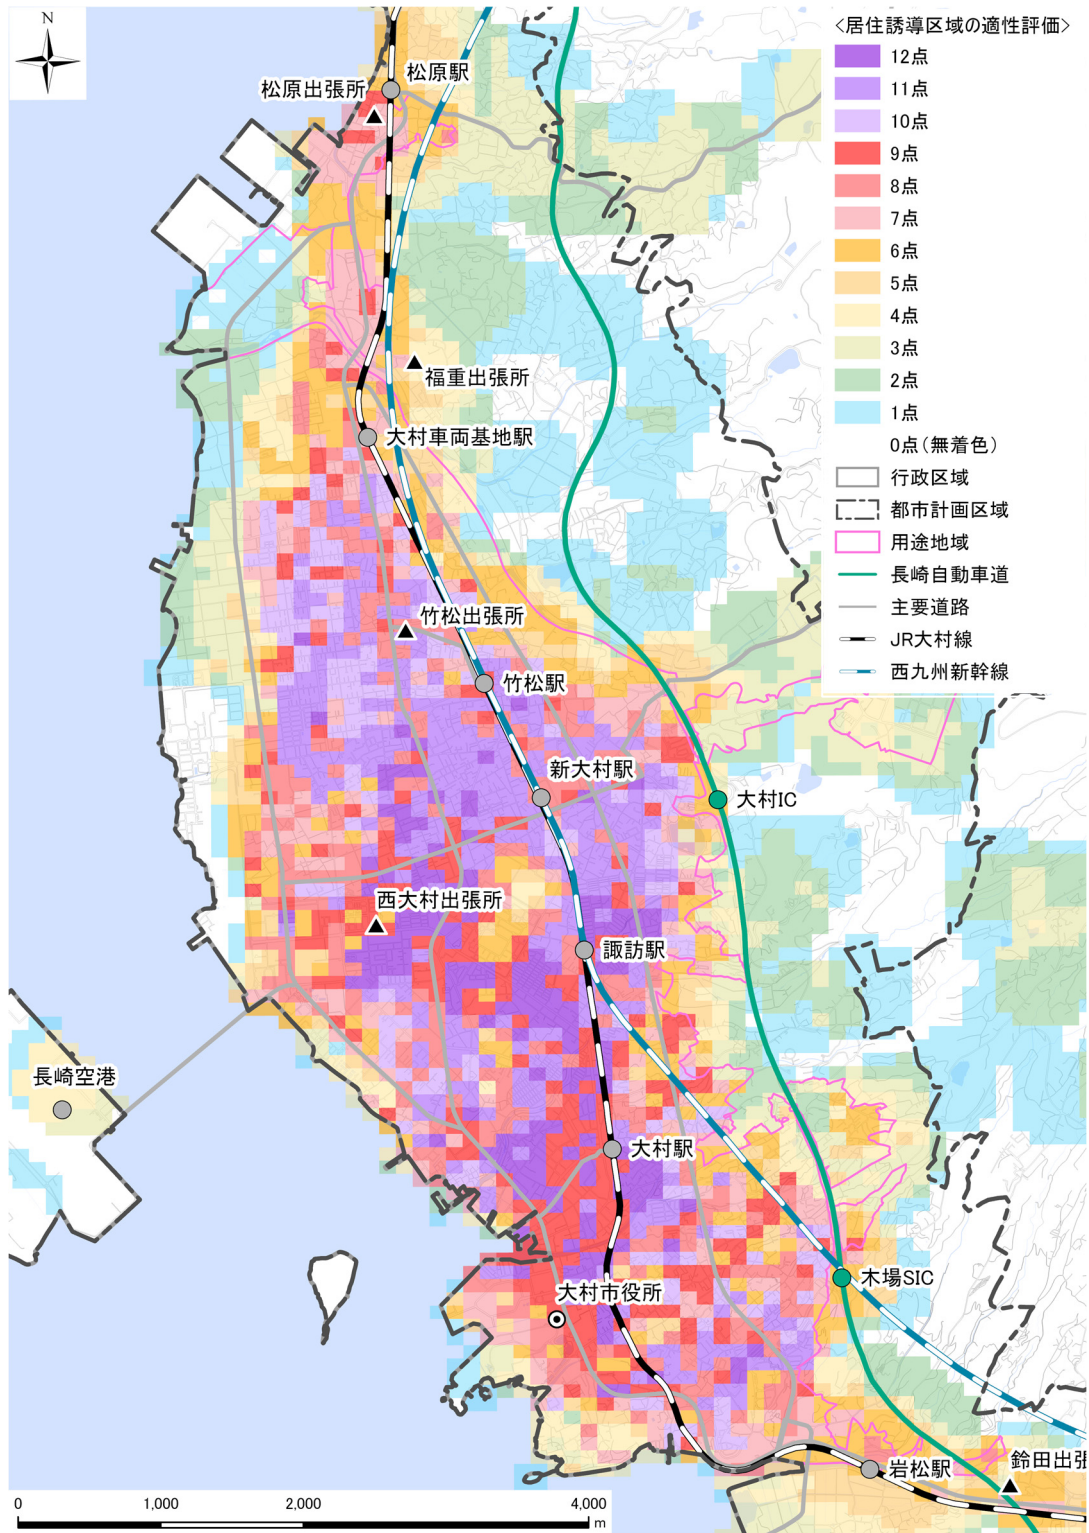 N
<居住誘導区域の適性評価>
12点
11点
10点
9点
8点
7点
6点
5点
4点
3点
2点
1点
0点(無着色)
行政区域
都市計画区域
用途地域
長崎自動車道
主要道路
JR大村線
西九州新幹線
松原駅
松原出張所
福重出張所
大村車両基地駅
竹松出張所
竹松駅
新大村駅
大村IC
西大村出張所
諏訪駅
長崎空港
大村駅
木場SIC
大村市役所
岩松駅
鈴田出張
0 1,000 2,000 4,000
m